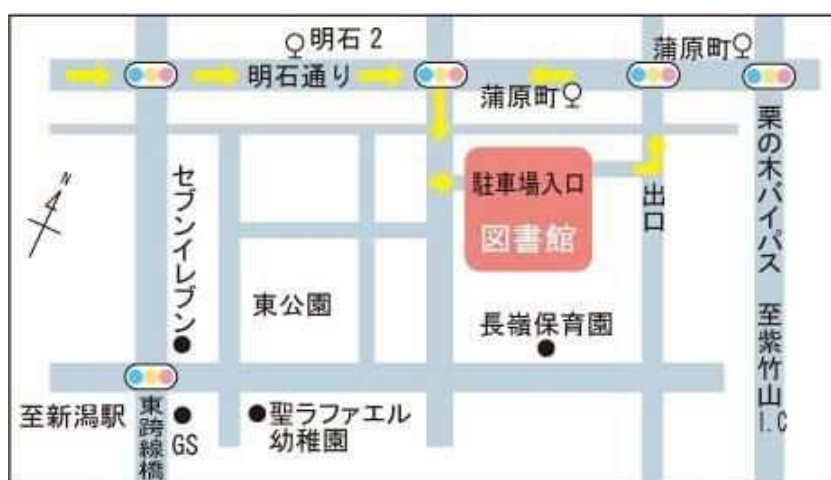 明石2
蒲原町
明石通り
蒲原町
N
駐車場入口
図書館
出口
栗の木バイパス 至紫竹山I.C
セブンイレブン
東公園
長嶺保育園
至新潟駅
東跨線橋
GS
聖ラファエル
幼稚園